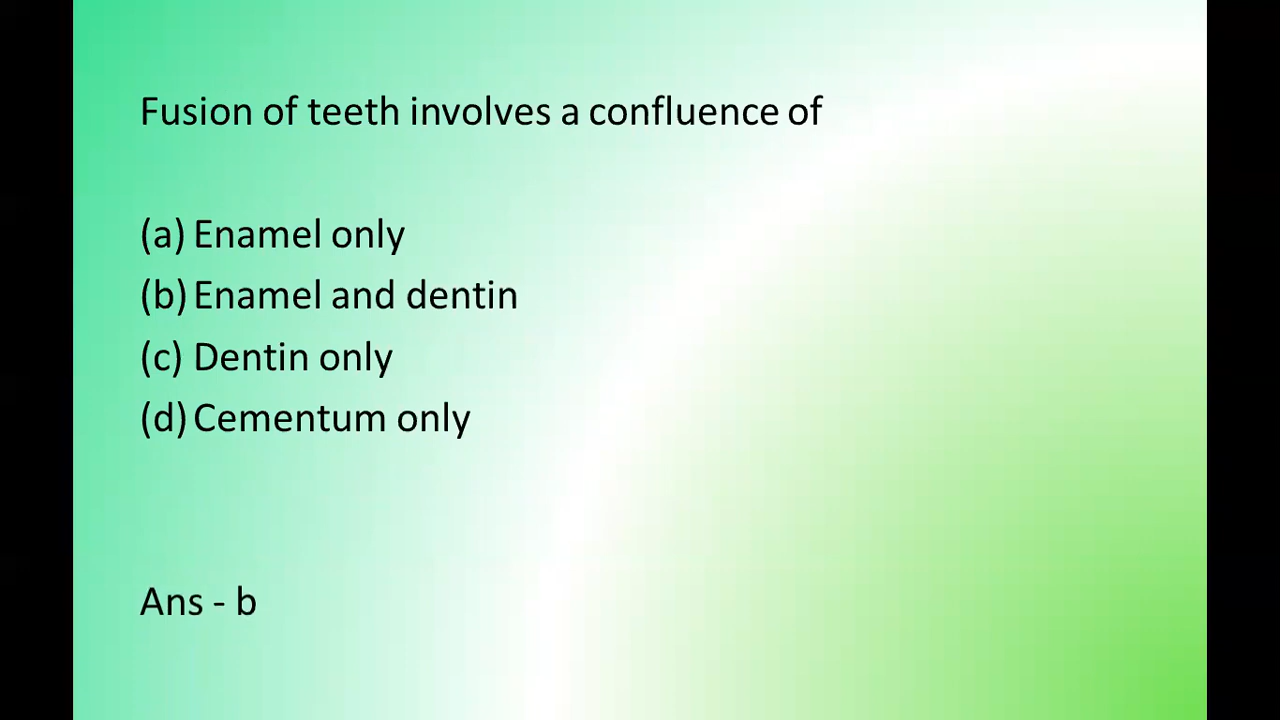 Fusion of teeth involves a confluence of
(a) Enamel only
(b) Enamel and dentin
(c) Dentin only
(d) Cementum only
Ans - b